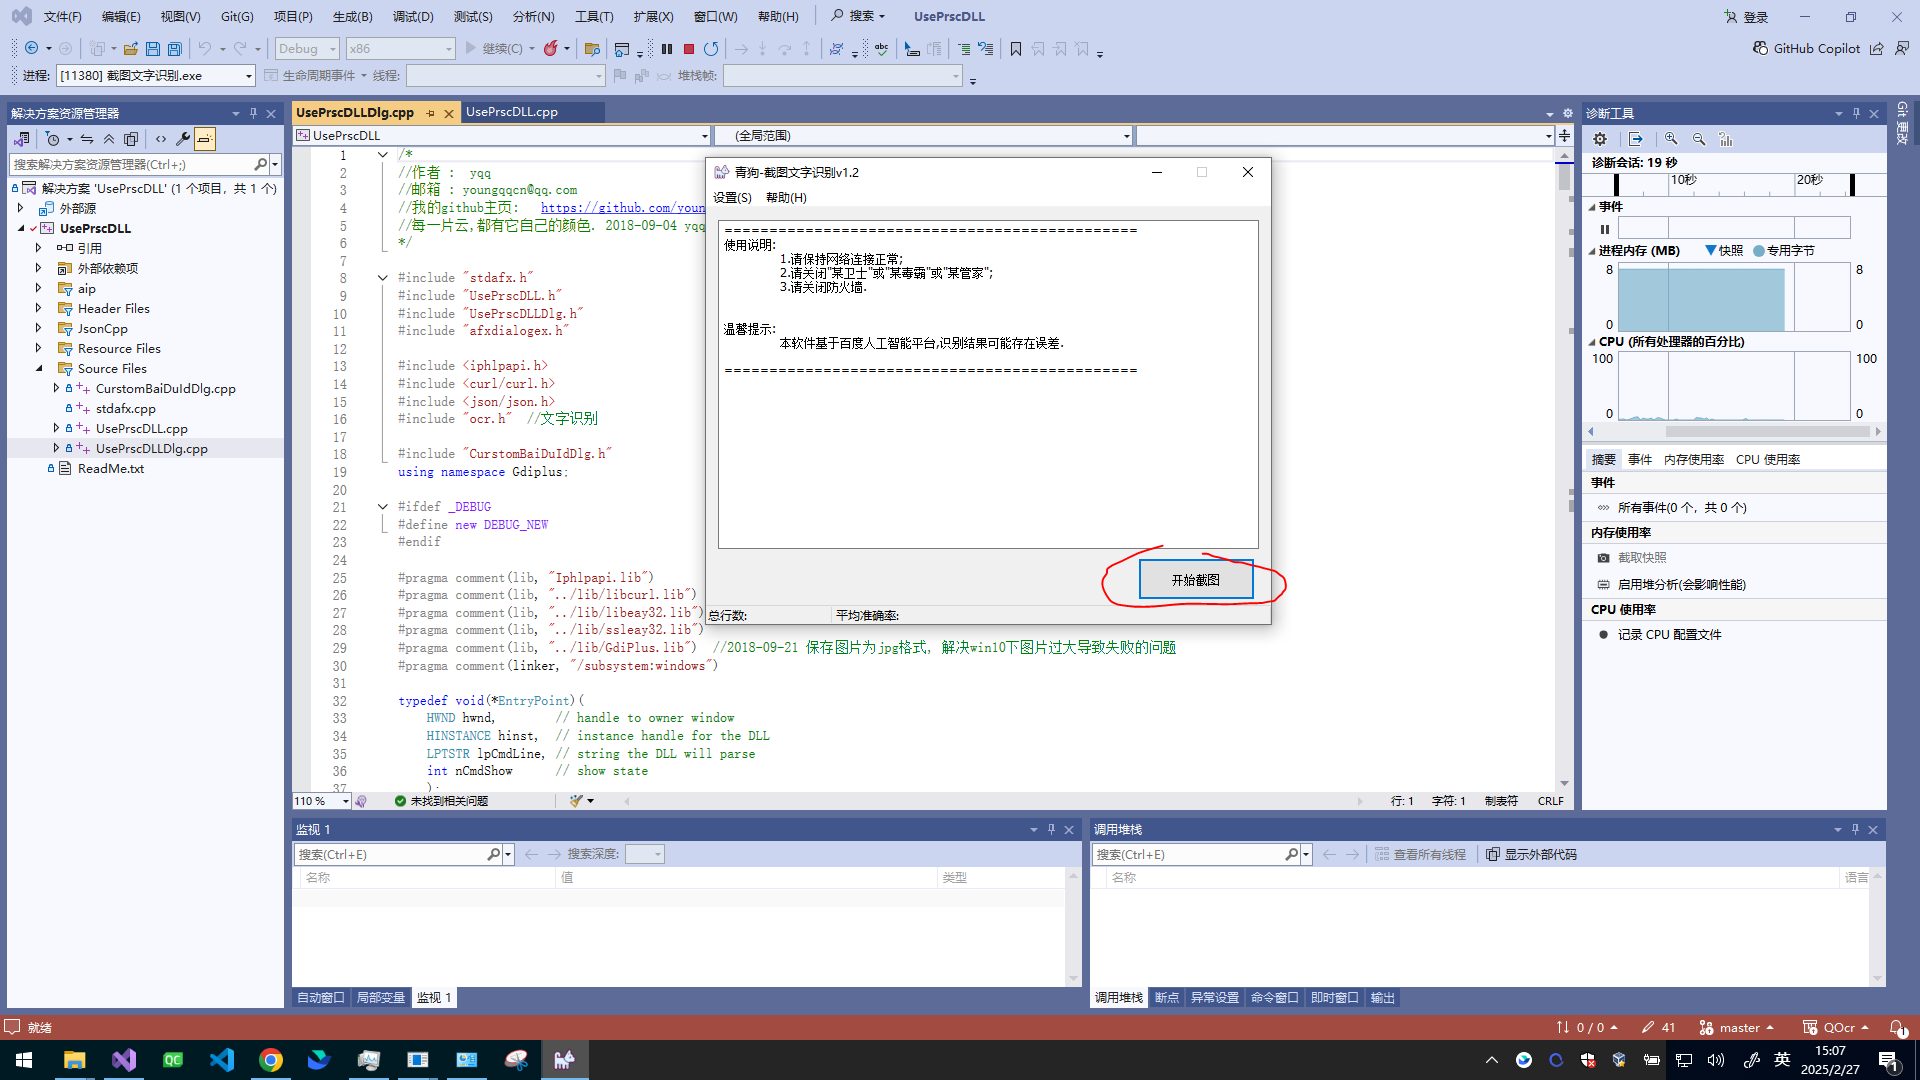 文件(F) 编辑(E) 视图(V) Git(G) 项目(P) 生成(B) 调试(D) 测试(S) 分析(N) 工具(T) 扩展(X) 窗口(W) 帮助(H) 搜索 UsePrscDLL 登录
Debug x86 继续(C) GitHub Copilot
进程: [11380] 截图文字识别.exe 生命周期事件 线程: 堆栈帧:
解决方案资源管理器
搜索解决方案资源管理器(Ctrl+;)
解决方案 'UsePrscDLL' (1 个项目，共 1 个)
外部源
UsePrscDLL
引用
外部依赖项
aip
Header Files
JsonCpp
Resource Files
Source Files
CurstomBaiDuIdDlg.cpp
stdafx.cpp
UsePrscDLL.cpp
UsePrscDLLDlg.cpp
ReadMe.txt
UsePrscDLLDlg.cpp UsePrscDLL.cpp
UsePrscDLL (全局范围)
1 /*
2 //作者 : yqq
3 //邮箱 : youngqqcn@qq.com
4 //我的github主页: https://github.com/youn
5 //每一片云,都有它自己的颜色. 2018-09-04 yqq
6 */
7
8 #include "stdafx.h"
9 #include "UsePrscDLL.h"
10 #include "UsePrscDLLDlg.h"
11 #include "afxdialogex.h"
12
13 #include <iphlpapi.h>
14 #include <curl/curl.h>
15 #include <json/json.h>
16 #include "ocr.h" //文字识别
17
18 #include "CurstomBaiDuIdDlg.h"
19 using namespace Gdiplus;
20
21 #ifdef _DEBUG
22 #define new DEBUG_NEW
23 #endif
24
25 #pragma comment(lib, "Iphlpapi.lib")
26 #pragma comment(lib, "../lib/libcurl.lib")
27 #pragma comment(lib, "../lib/libeay32.lib")
28 #pragma comment(lib, "../lib/ssleay32.lib")
29 #pragma comment(lib, "../lib/GdiPlus.lib") //2018-09-21 保存图片为jpg格式, 解决win10下图片过大导致失败的问题
30 #pragma comment(linker, "/subsystem:windows")
31
32 typedef void(*EntryPoint)(
33 HWND hwnd, // handle to owner window
34 HINSTANCE hinst, // instance handle for the DLL
35 LPTSTR lpCmdLine, // string the DLL will parse
36 int nCmdShow // show state
37 );
110 % 未找到相关问题 行: 1 字符: 1 制表符 CRLF
青狗-截图文字识别v1.2
设置(S) 帮助(H)
===============================================
使用说明:
1.请保持网络连接正常;
2.请关闭"某卫士"或"某毒霸"或"某管家";
3.请关闭防火墙.
温馨提示:
本软件基于百度人工智能平台,识别结果可能存在误差.
===============================================
开始截图
总行数: 平均准确率:
诊断工具
诊断会话: 19 秒
10秒 20秒
事件
进程内存 (MB) 快照 专用字节
8 8
0 0
CPU (所有处理器的百分比)
100 100
0 0
摘要 事件 内存使用率 CPU 使用率
事件
所有事件(0 个，共 0 个)
内存使用率
截取快照
启用堆分析(会影响性能)
CPU 使用率
记录 CPU 配置文件
Git 更改
监视 1
搜索(Ctrl+E) 搜索深度:
名称 值 类型
自动窗口 局部变量 监视 1
调用堆栈
搜索(Ctrl+E) 查看所有线程 显示外部代码
名称 语言
调用堆栈 断点 异常设置 命令窗口 即时窗口 输出
就绪 0 / 0 41 master QOcr 1
QC 英 15:07
2025/2/27 1